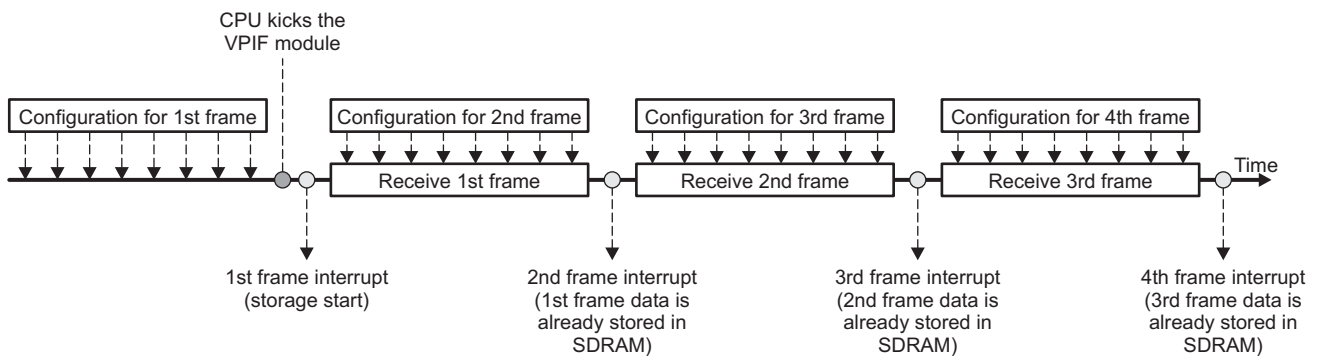 CPU kicks the
VPIF module
Configuration for 1st frame
Configuration for 2nd frame
Configuration for 3rd frame
Configuration for 4th frame
Receive 1st frame
Receive 2nd frame
Receive 3rd frame
Time
1st frame interrupt
(storage start)
2nd frame interrupt
(1st frame data is
already stored in
SDRAM)
3rd frame interrupt
(2nd frame data is
already stored in
SDRAM)
4th frame interrupt
(3rd frame data is
already stored in
SDRAM)